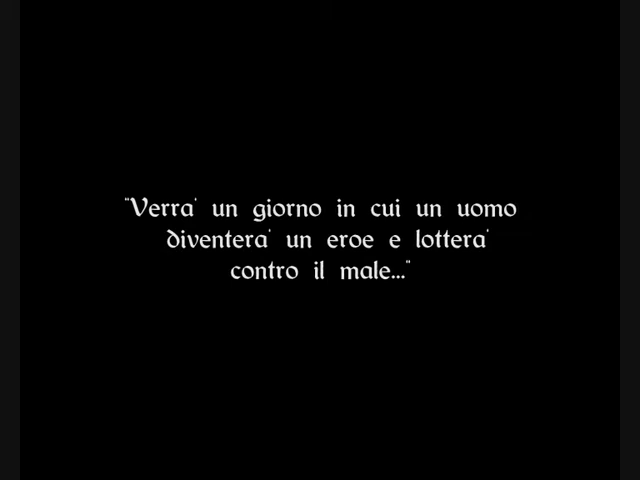 "Verra' un giorno in cui un uomo
diventera' un eroe e lottera'
contro il male..."